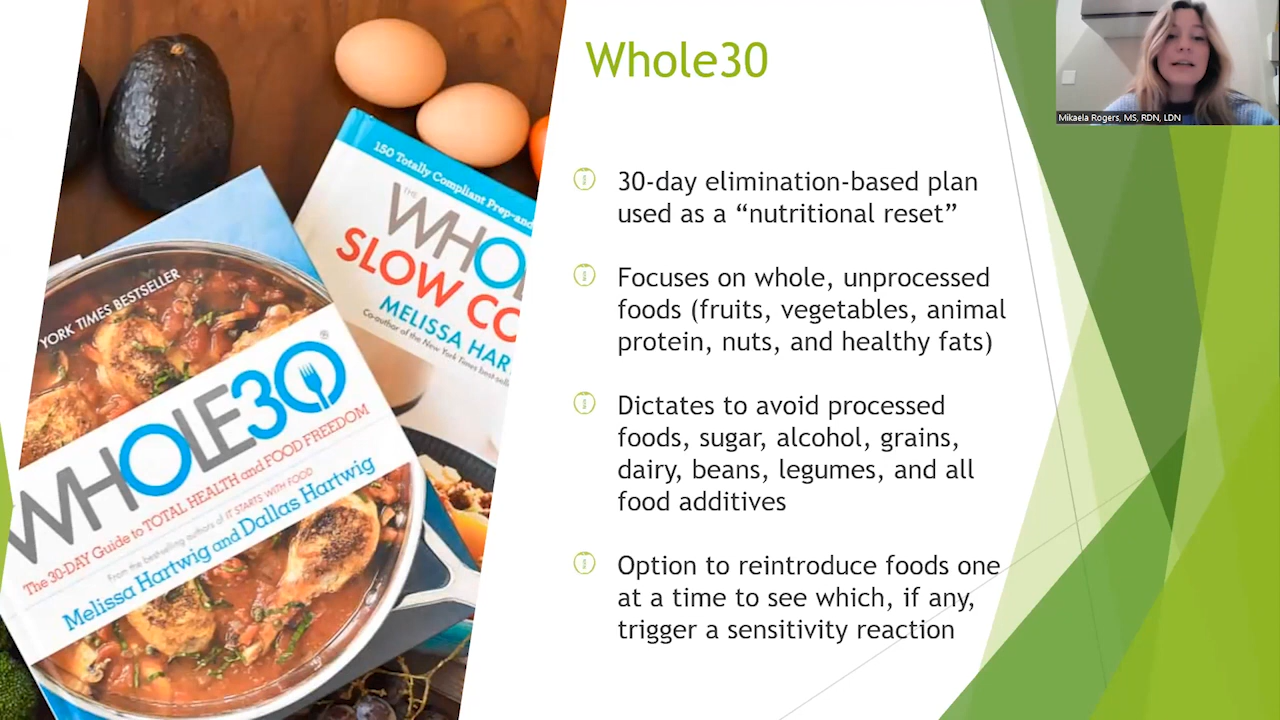 Whole30
Mikaela Rogers, MS, RDN, LDN
30-day elimination-based plan
used as a “nutritional reset”
Focuses on whole, unprocessed
foods (fruits, vegetables, animal
protein, nuts, and healthy fats)
Dictates to avoid processed
foods, sugar, alcohol, grains,
dairy, beans, legumes, and all
food additives
Option to reintroduce foods one
at a time to see which, if any,
trigger a sensitivity reaction
150 Totally Compliant Prep-and
THE
WHO
SLOW CO
MELISSA HAR
Co-author of the New York Times best-sell
YORK TIMES BESTSELLER
WHOLE30®
The 30-DAY Guide to TOTAL HEALTH and FOOD FREEDOM
From the bestselling authors of IT STARTS WITH FOOD
Melissa Hartwig and Dallas Hartwig